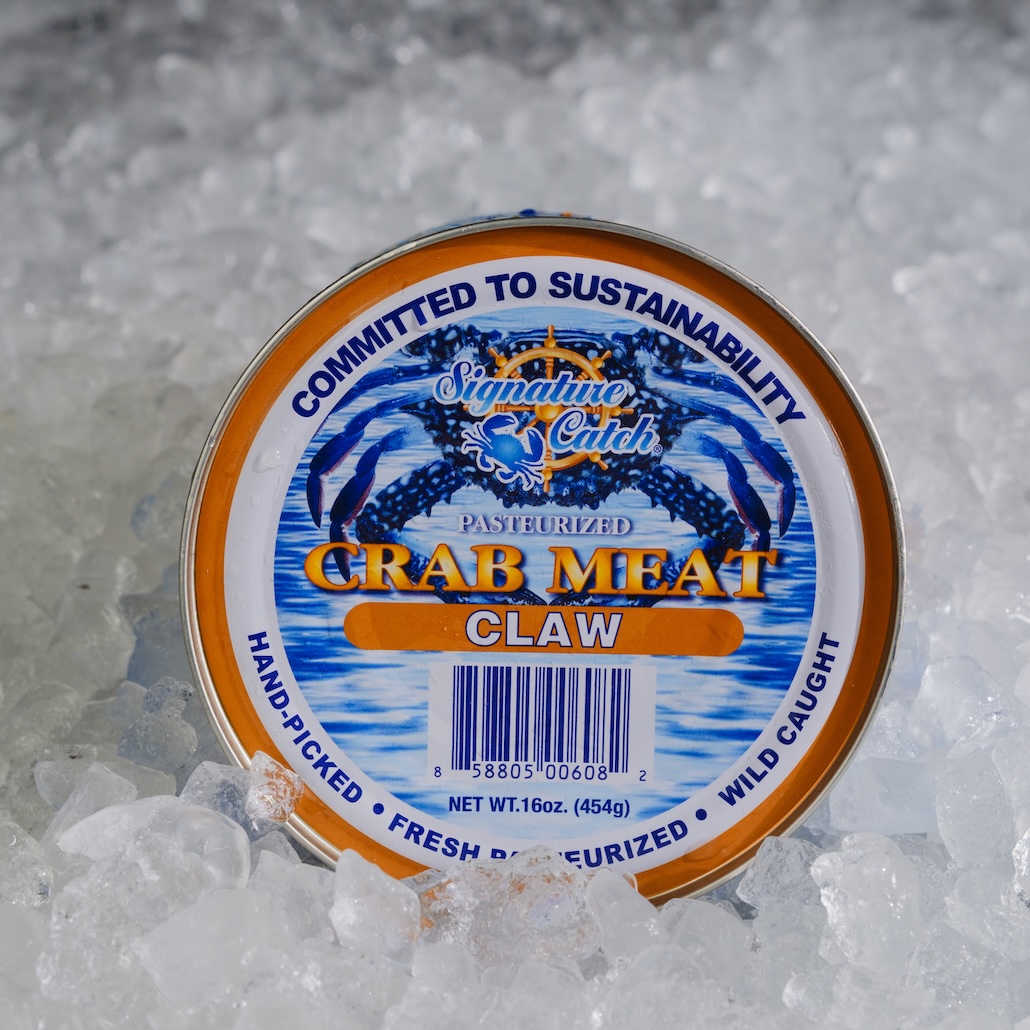 COMMITTED TO SUSTAINABILITY
Signature
Catch®
PASTEURIZED
CRAB MEAT
CLAW
8 58805 00608 2
NET WT.16oz. (454g)
HAND-PICKED • FRESH • WILD CAUGHT